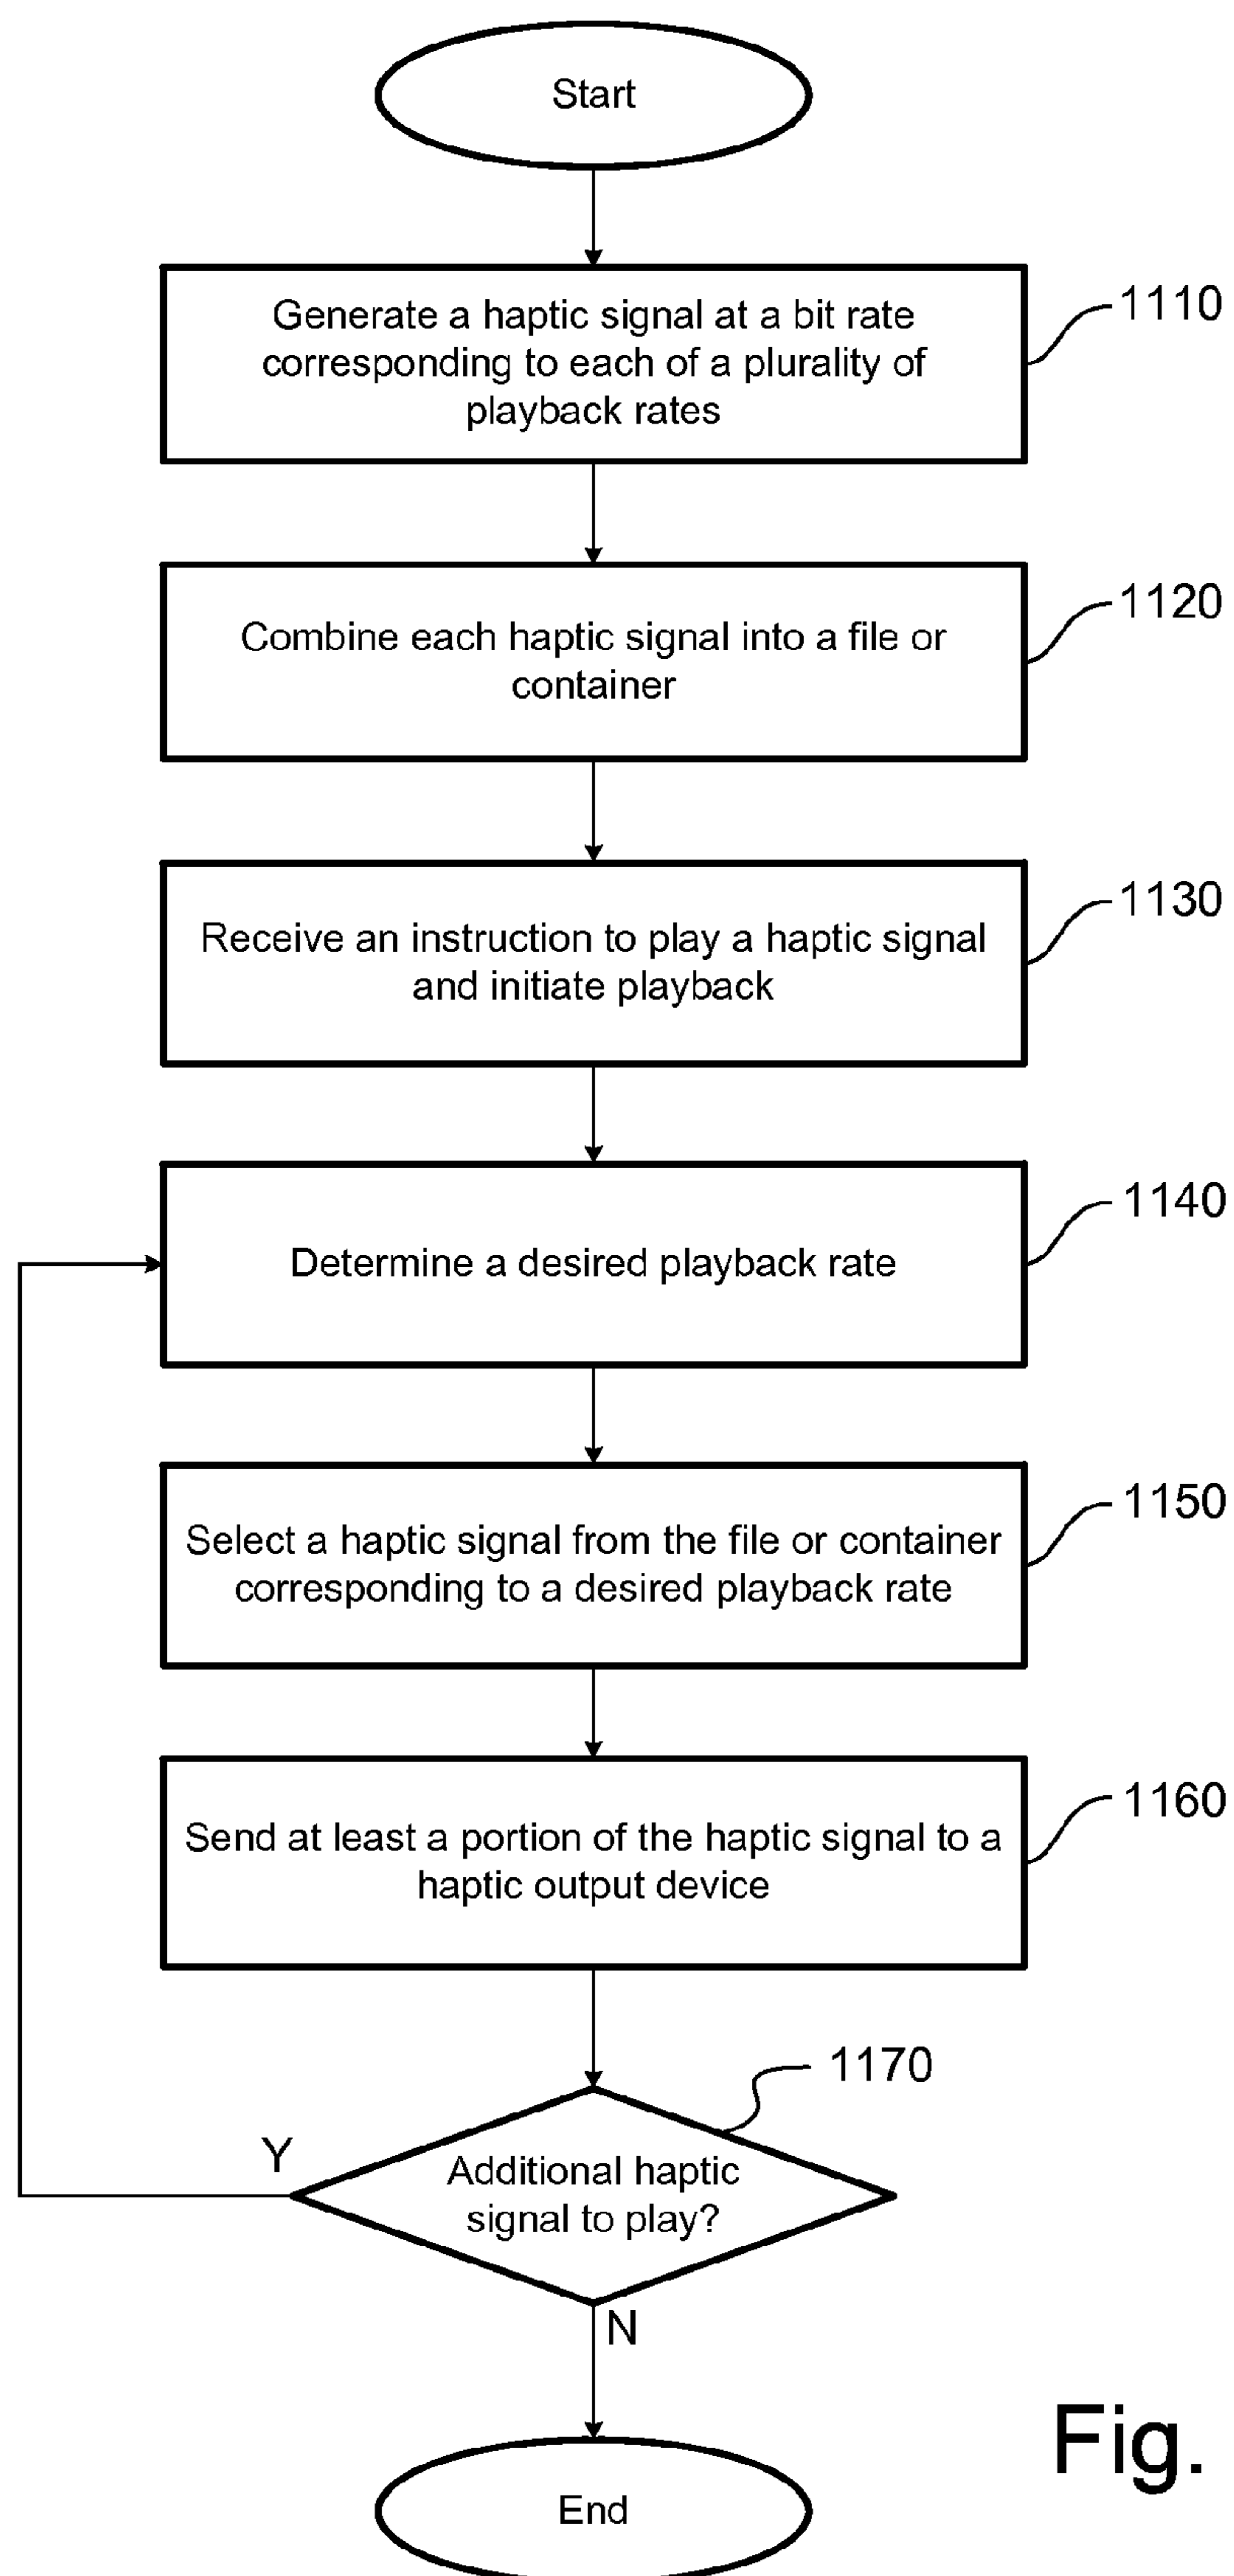 Start
Generate a haptic signal at a bit rate
corresponding to each of a plurality of
playback rates
1110
Combine each haptic signal into a file or
container
1120
Receive an instruction to play a haptic signal
and initiate playback
1130
Determine a desired playback rate
1140
Select a haptic signal from the file or container
corresponding to a desired playback rate
1150
Send at least a portion of the haptic signal to a
haptic output device
1160
Additional haptic
signal to play?
1170
Y
N
End
Fig.